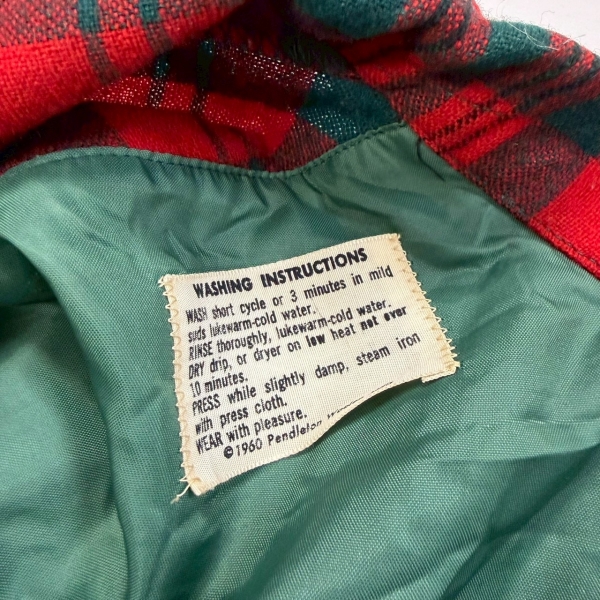 WASHING INSTRUCTIONS
WASH short cycle or 3 minutes in mild
suds lukewarm-cold water.
RINSE thoroughly, lukewarm-cold water.
DRY drip, or dryer on low heat not over
10 minutes.
PRESS while slightly damp, steam iron
with press cloth.
WEAR with pleasure.
©1960 Pendleton